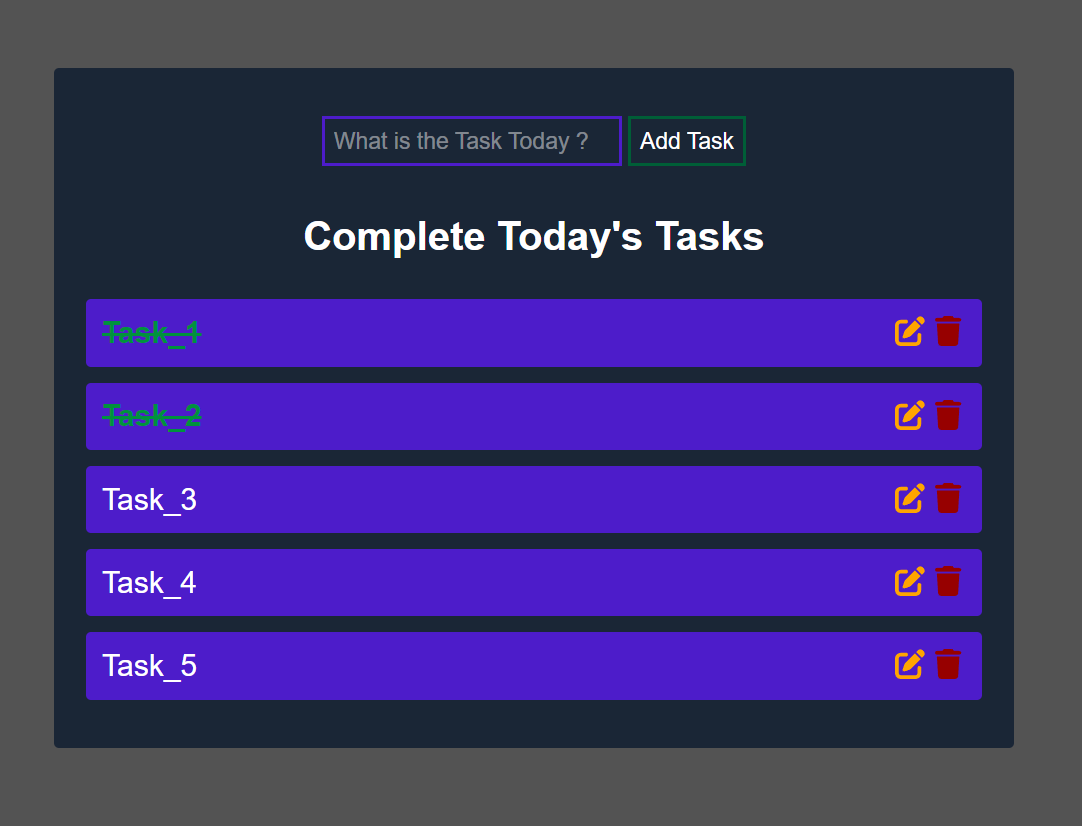 What is the Task Today ? Add Task
Complete Today's Tasks
Task_1
Task_2
Task_3
Task_4
Task_5